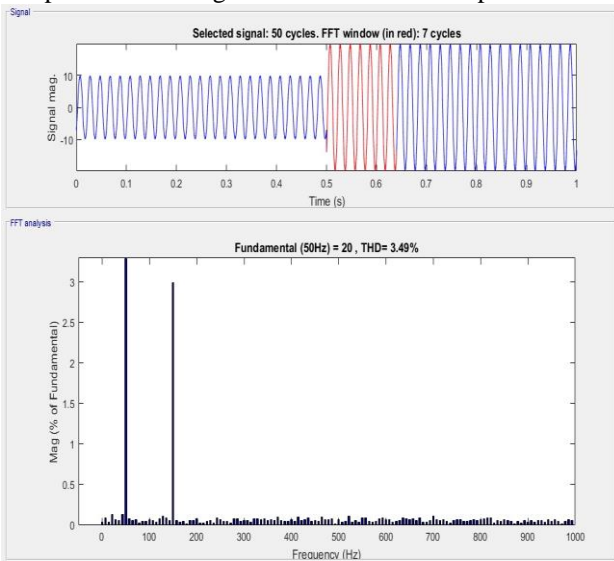 Signal
Selected signal: 50 cycles. FFT window (in red): 7 cycles
Signal mag.
10
0
-10
0 0.1 0.2 0.3 0.4 0.5 0.6 0.7 0.8 0.9 1
Time (s)
FFT analysis
Fundamental (50Hz) = 20 , THD= 3.49%
Mag (% of Fundamental)
3
2.5
2
1.5
1
0.5
0
0 100 200 300 400 500 600 700 800 900 1000
Frequency (Hz)